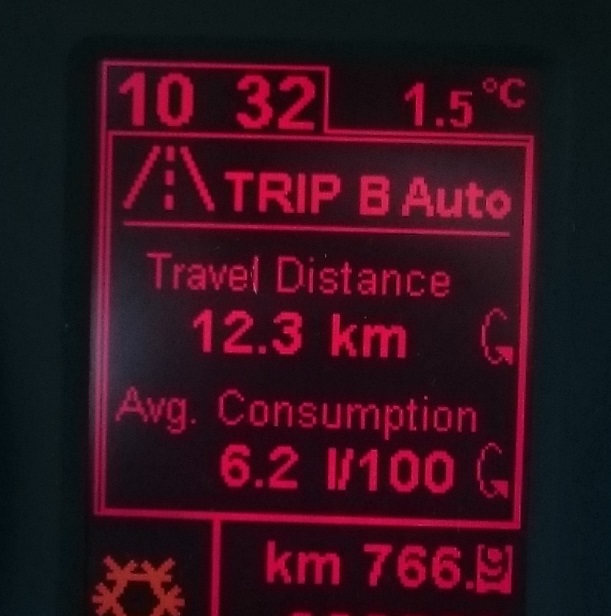 10 32 1.5 °C
TRIP B Auto
Travel Distance
12.3 km
Avg. Consumption
6.2 l/100
km 766.